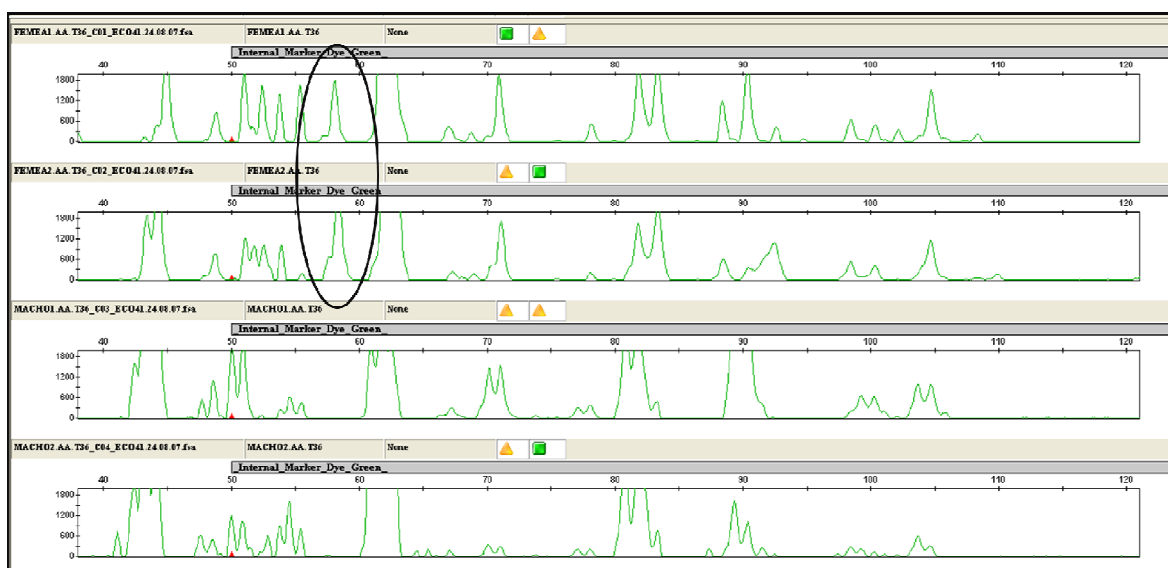 FEMEA1.AA.T36_C01_ECO41.24.08.07.fsa FEMEA1.AA.T36 None
_Internal_Marker_Dye_Green_
40 50 60 70 80 90 100 110 120
1800
1200
600
0
FEMEA2.AA.T36_C02_ECO41.24.08.07.fsa FEMEA2.AA.T36 None
_Internal_Marker_Dye_Green_
40 50 60 70 80 90 100 110 120
1800
1200
600
0
MACHO1.AA.T36_C03_ECO41.24.08.07.fsa MACHO1.AA.T36 None
_Internal_Marker_Dye_Green_
40 50 60 70 80 90 100 110 120
1800
1200
600
0
MACHO2.AA.T36_C04_ECO41.24.08.07.fsa MACHO2.AA.T36 None
_Internal_Marker_Dye_Green_
40 50 60 70 80 90 100 110 120
1800
1200
600
0